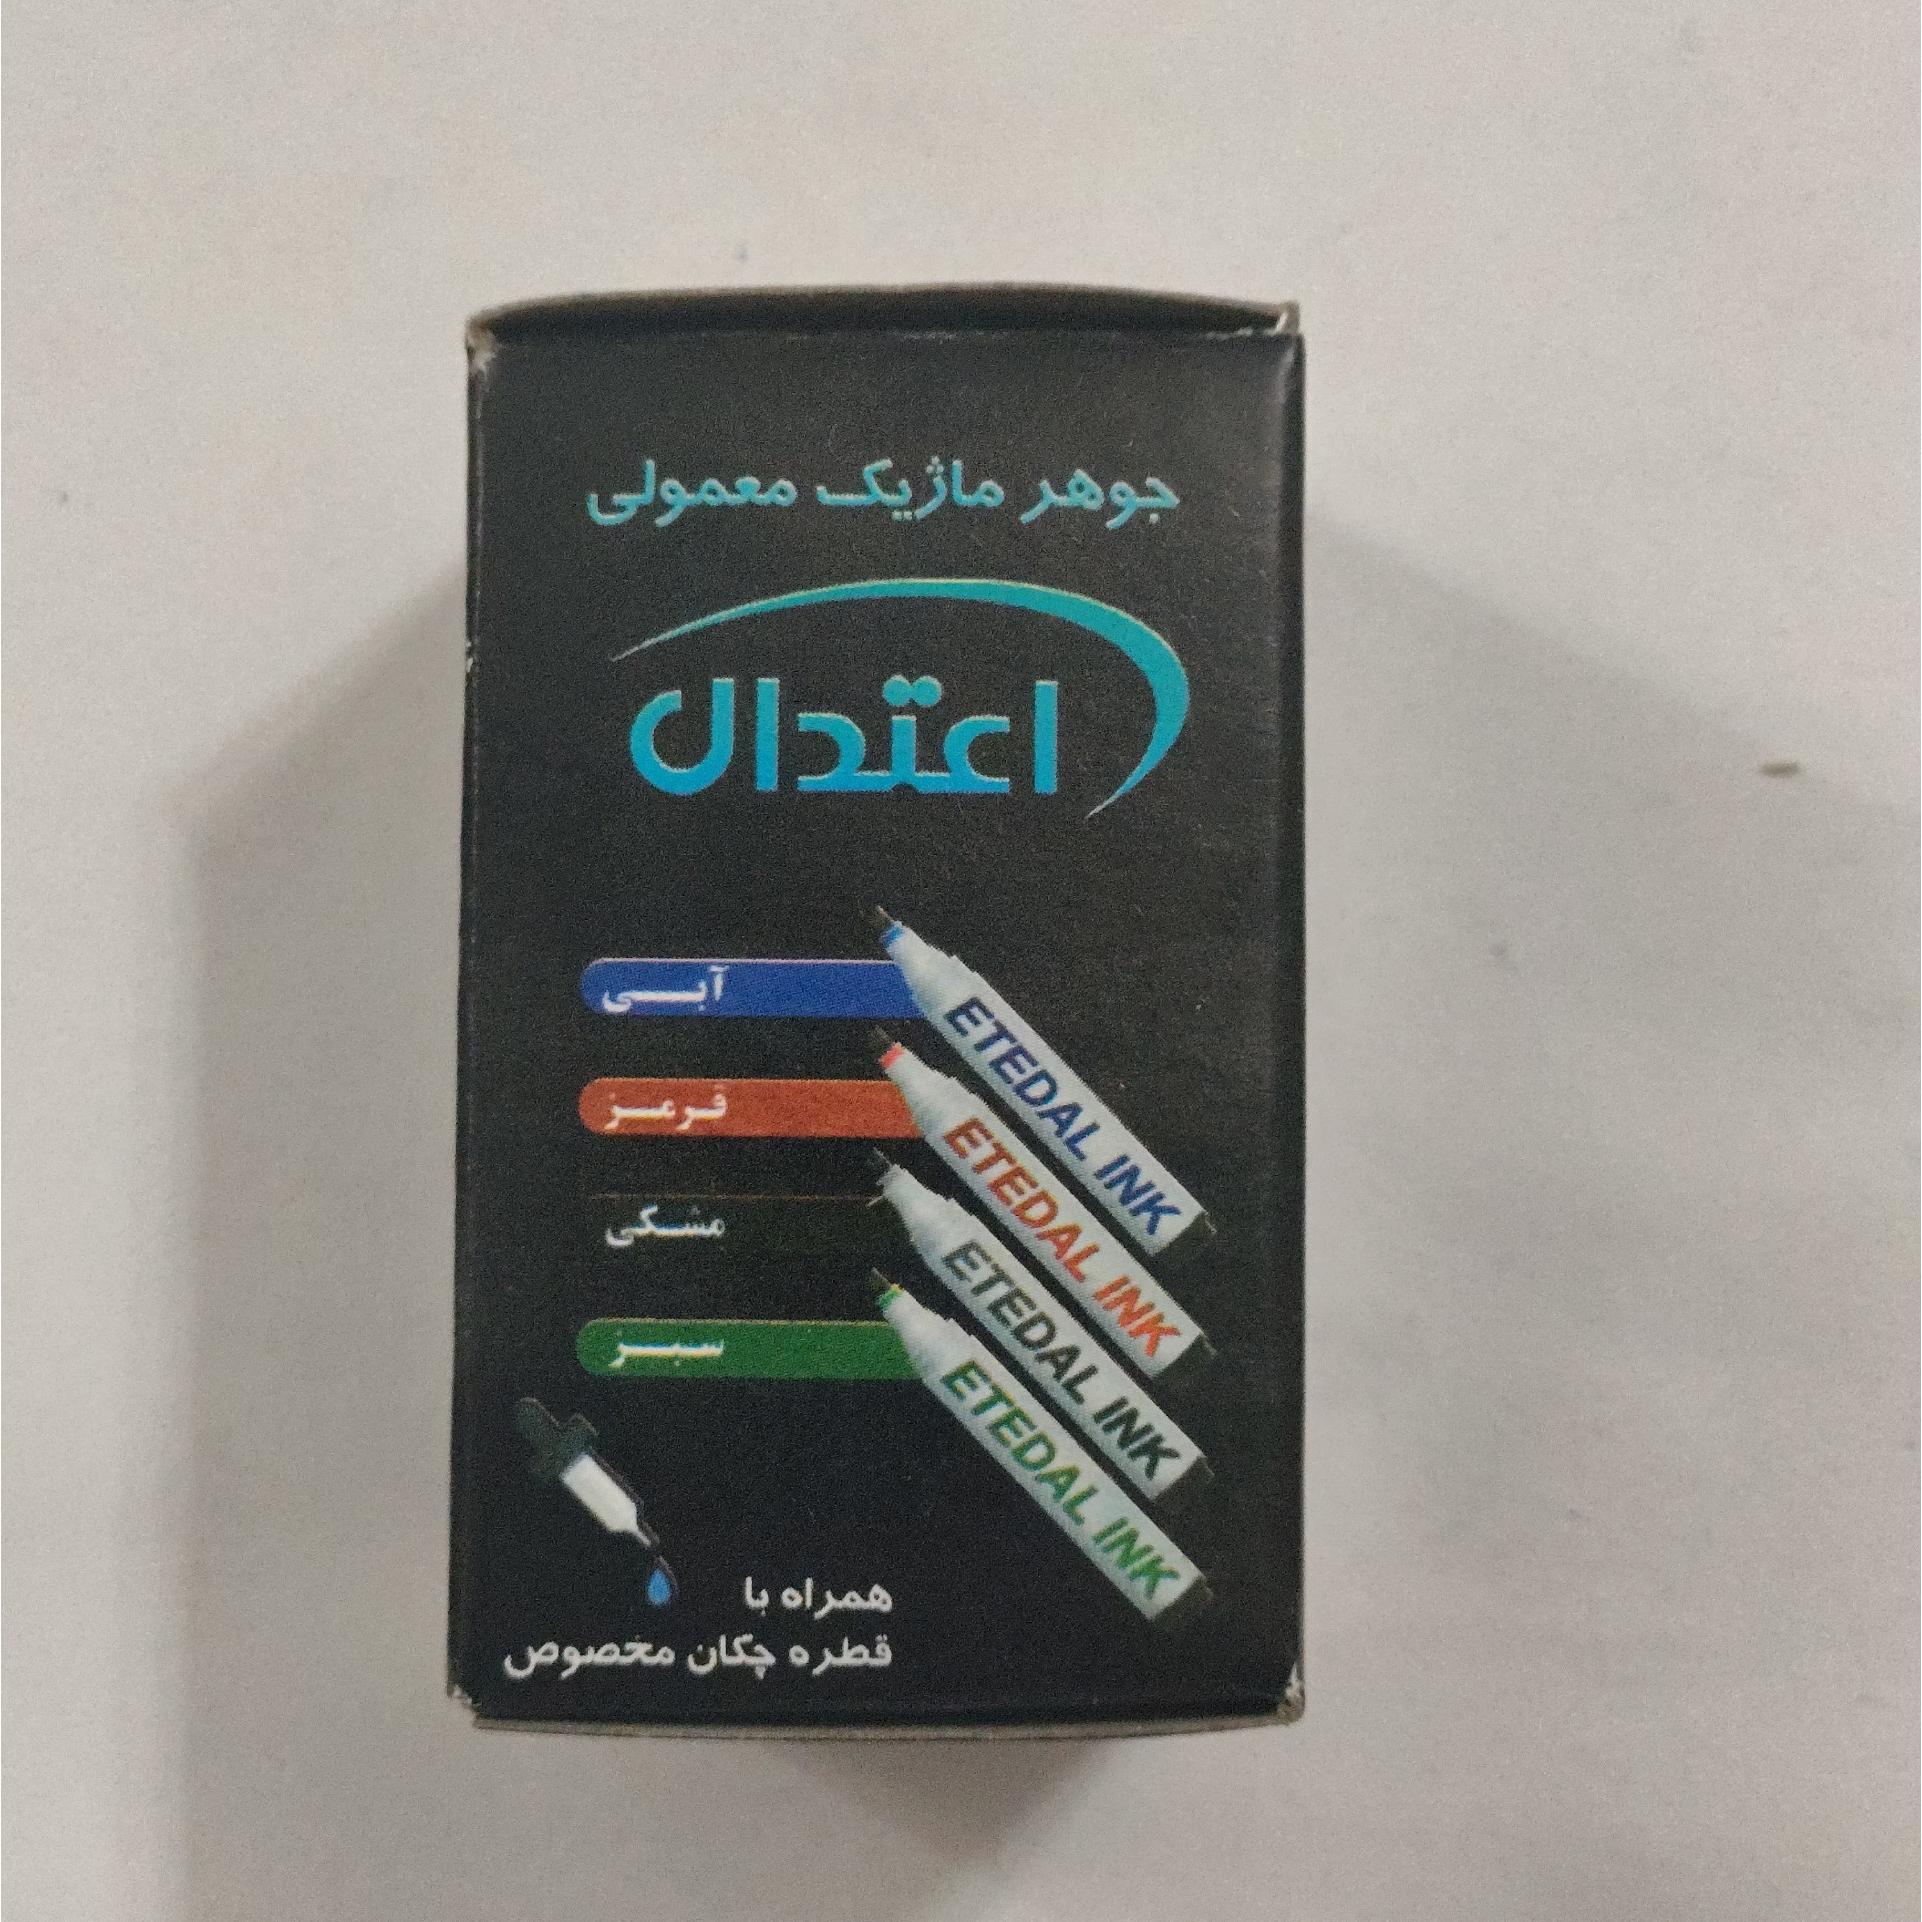 جوهر ماژیک معمولی
اعتدال
آبی
ETEDAL INK
قرمز
ETEDAL INK
مشکی
ETEDAL INK
سبز
ETEDAL INK
همراه با
قطره چکان مخصوص